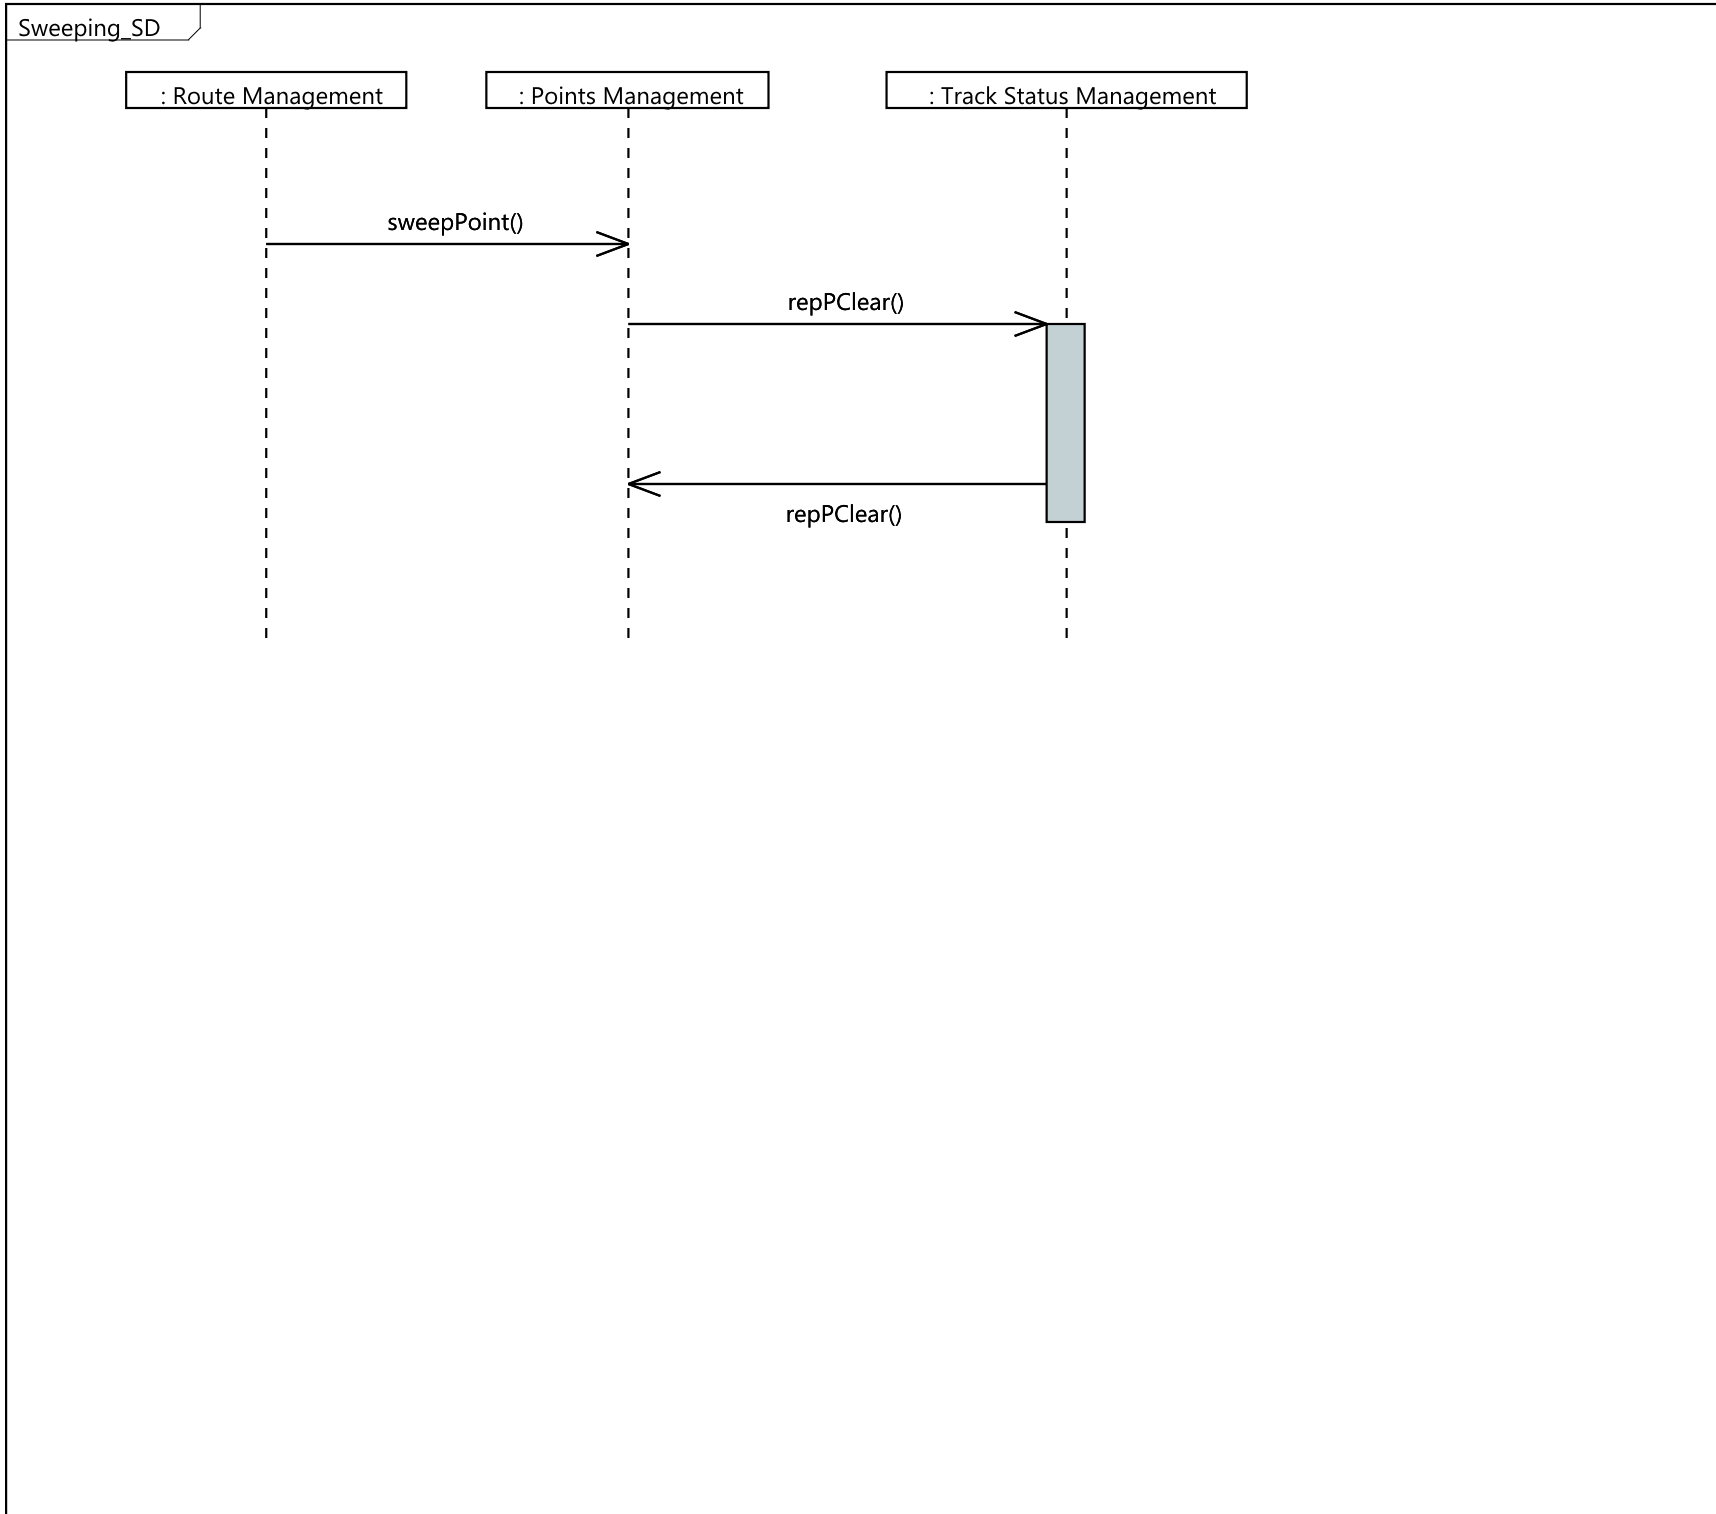 Sweeping_SD
: Route Management
: Points Management
: Track Status Management
sweepPoint()
repPClear()
repPClear()